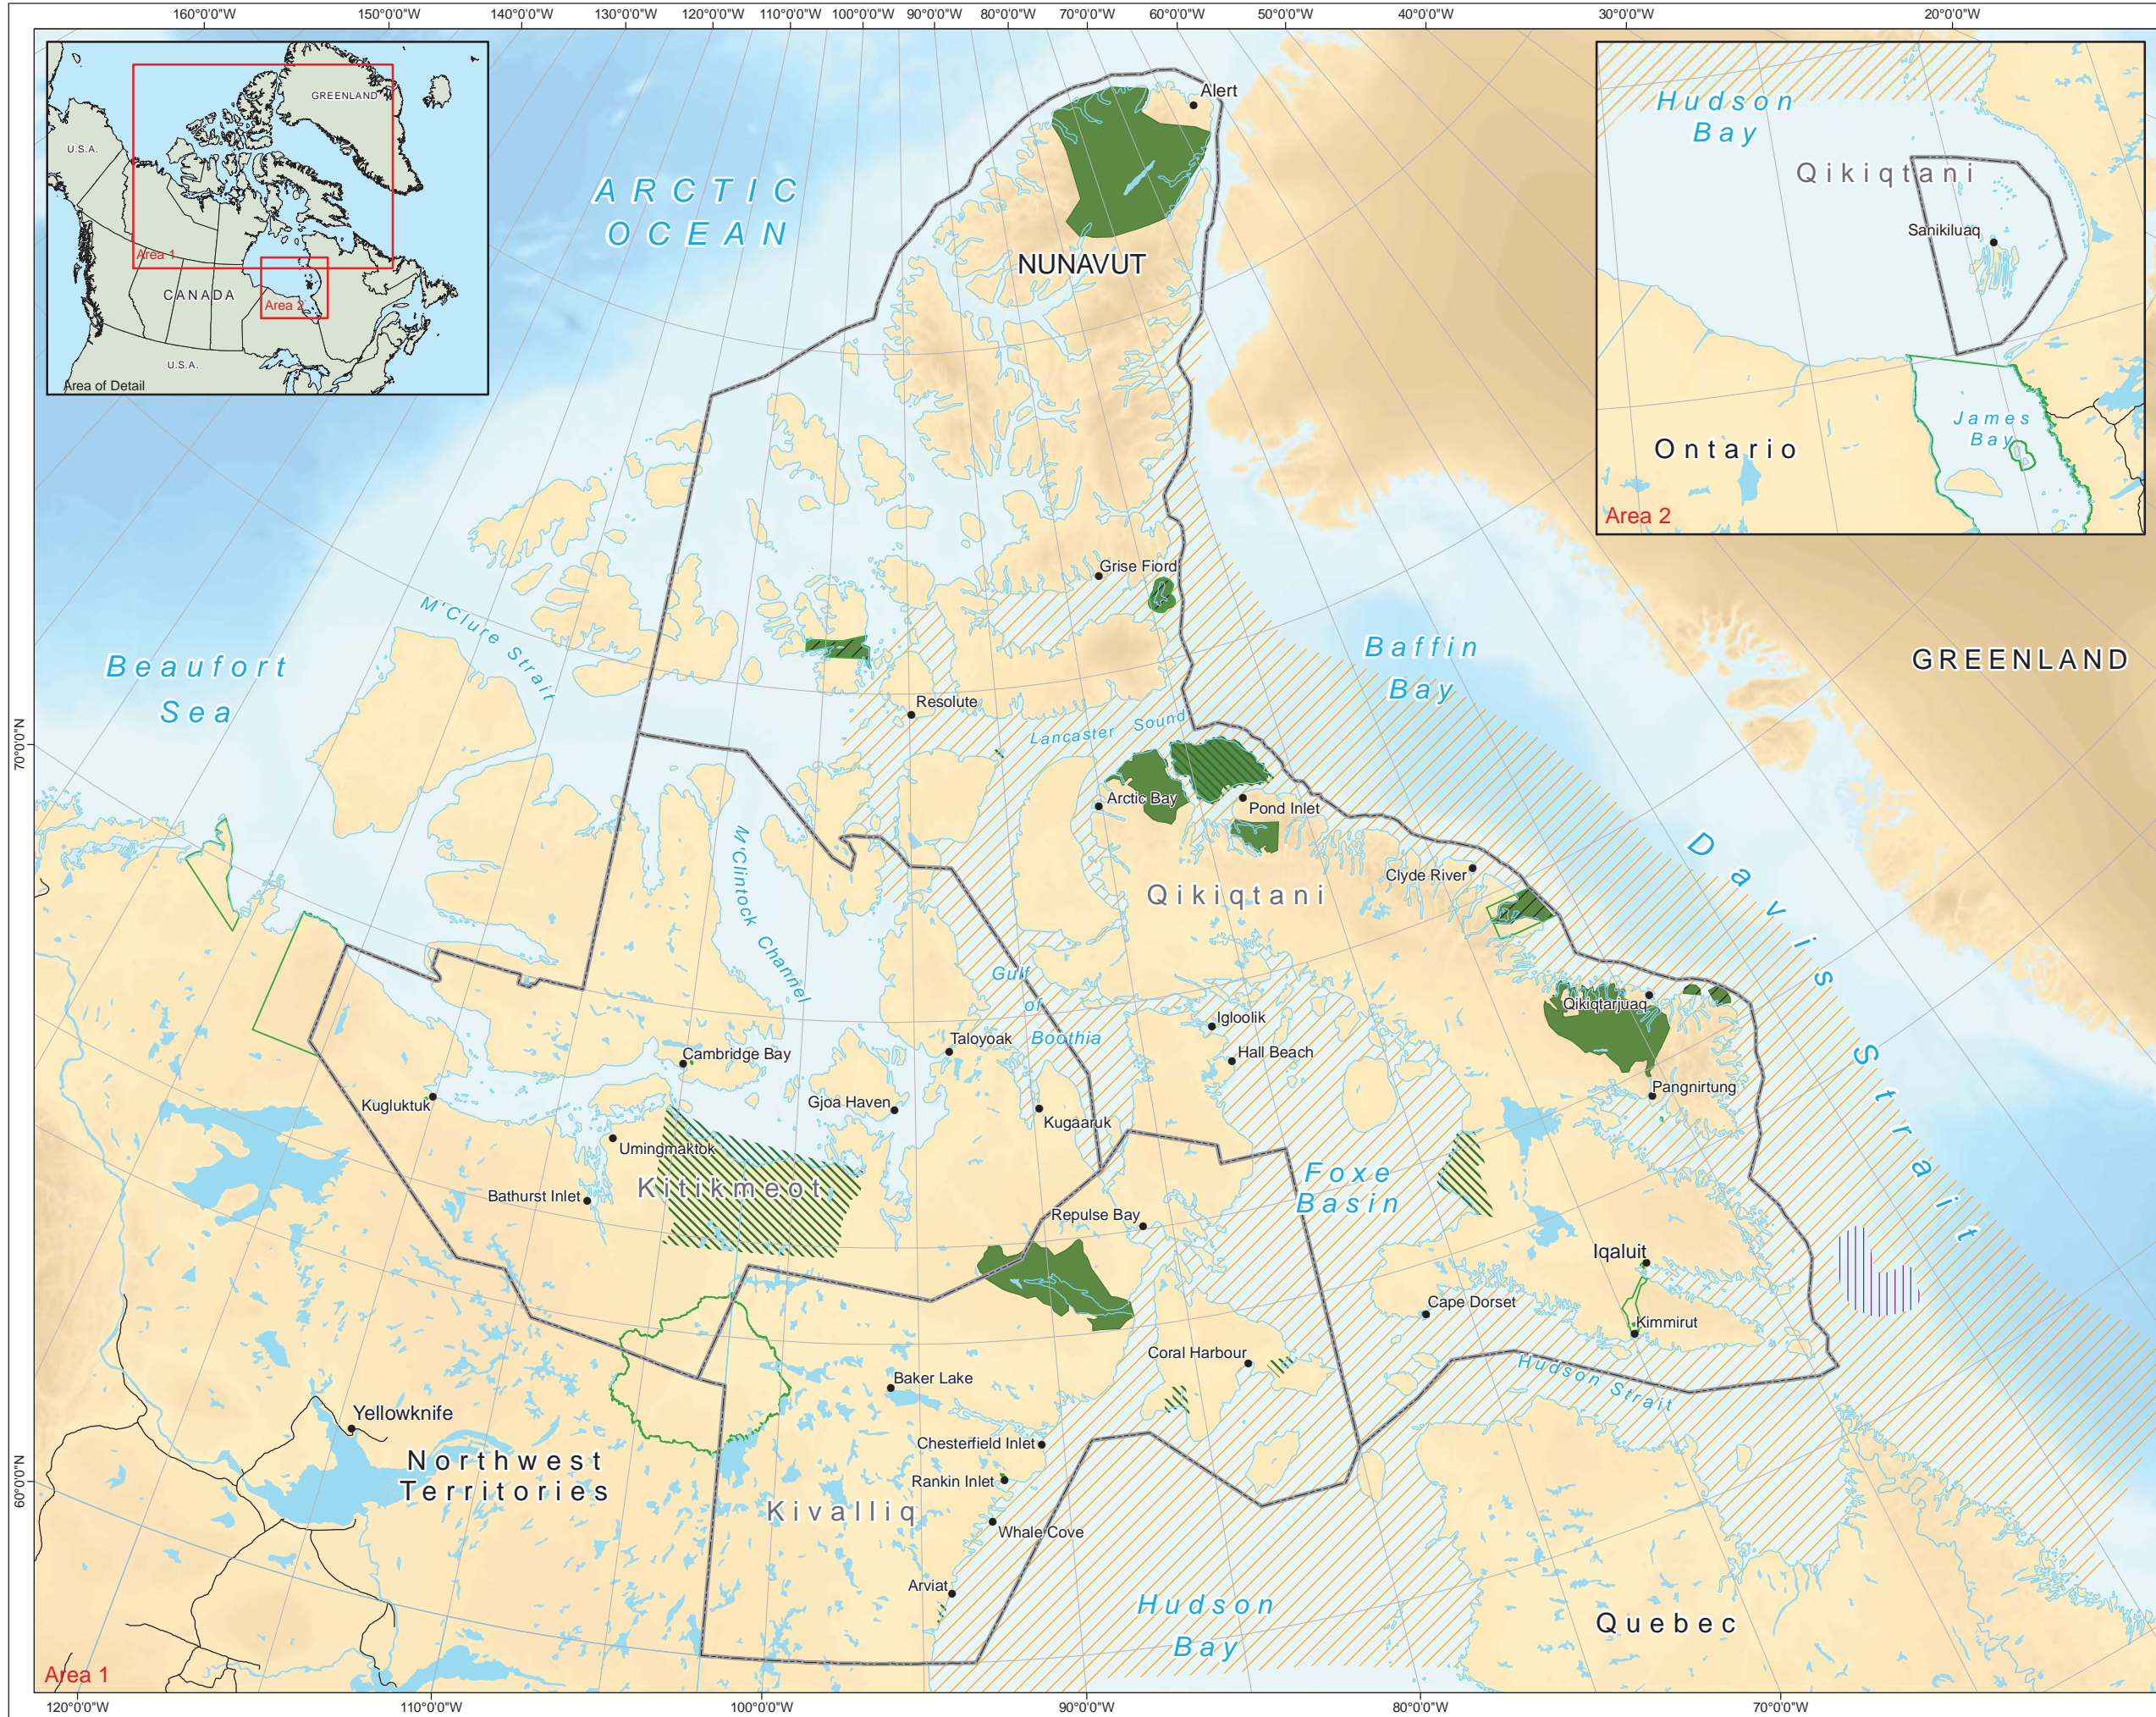 160°0'0"W
150°0'0"W
140°0'0"W
130°0'0"W
120°0'0"W
110°0'0"W
100°0'0"W
90°0'0"W
80°0'0"W
70°0'0"W
60°0'0"W
50°0'0"W
40°0'0"W
30°0'0"W
20°0'0"W
GREENLAND
U.S.A.
Area 1
CANADA
Area 2
U.S.A.
Area of Detail
Hudson
Bay
Qikiqtani
Sanikiluaq
James
Bay
Ontario
Area 2
Alert
ARCTIC
OCEAN
NUNAVUT
Grise Fiord
M'Clure Strait
Beaufort
Sea
Baffin
Bay
GREENLAND
Resolute
Lancaster Sound
70°0'0"N
Arctic Bay
Pond Inlet
M'Clintock Channel
Clyde River
Qikiqtani
Davis Strait
Gulf
of
Boothia
Qikiqtarjuaq
Igloolik
Taloyoak
Hall Beach
Cambridge Bay
Pangnirtung
Kugluktuk
Gjoa Haven
Kugaaruk
Umingmaktok
Kitikmeot
Foxe
Basin
Bathurst Inlet
Repulse Bay
Iqaluit
Cape Dorset
Kimmirut
Coral Harbour
Hudson Strait
Baker Lake
Yellowknife
Chesterfield Inlet
Northwest
Territories
Rankin Inlet
60°0'0"N
Kivalliq
Whale Cove
Arviat
Hudson
Bay
Quebec
Area 1
120°0'0"W
110°0'0"W
100°0'0"W
90°0'0"W
80°0'0"W
70°0'0"W